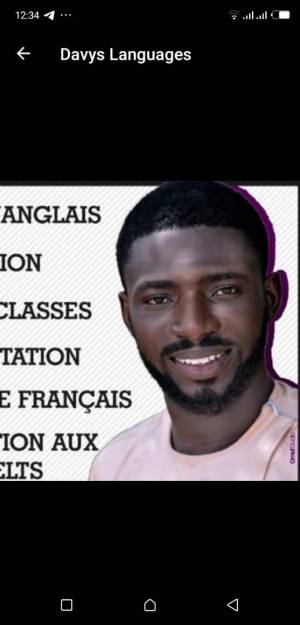 12:34
Davys Languages
'ANGLAIS
ION
CLASSES
TATION
E FRANÇAIS
TION AUX
ELTS